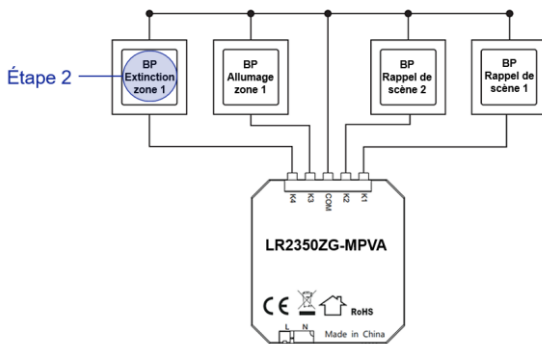 Étape 2
BP
Extinction
zone 1
BP
Allumage
zone 1
BP
Rappel de
scène 2
BP
Rappel de
scène 1
K4
K3
COM
K2
K1
LR2350ZG-MPVA
CE
RoHS
L N
Made in China